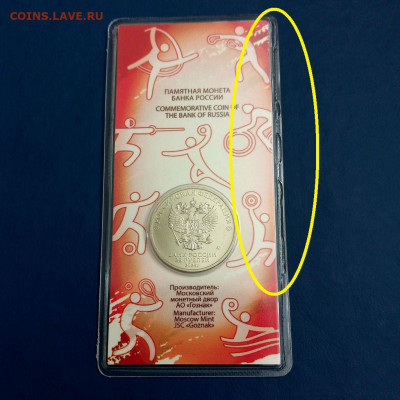 COINS.LAVE.RU
ПАМЯТНАЯ МОНЕТА
БАНКА РОССИИ
COMMEMORATIVE COIN OF
THE BANK OF RUSSIA
БАНК РОССИИ
Производитель:
Московский
монетный двор
АО «Гознак»
Manufacturer:
Moscow Mint
JSC «Goznak»